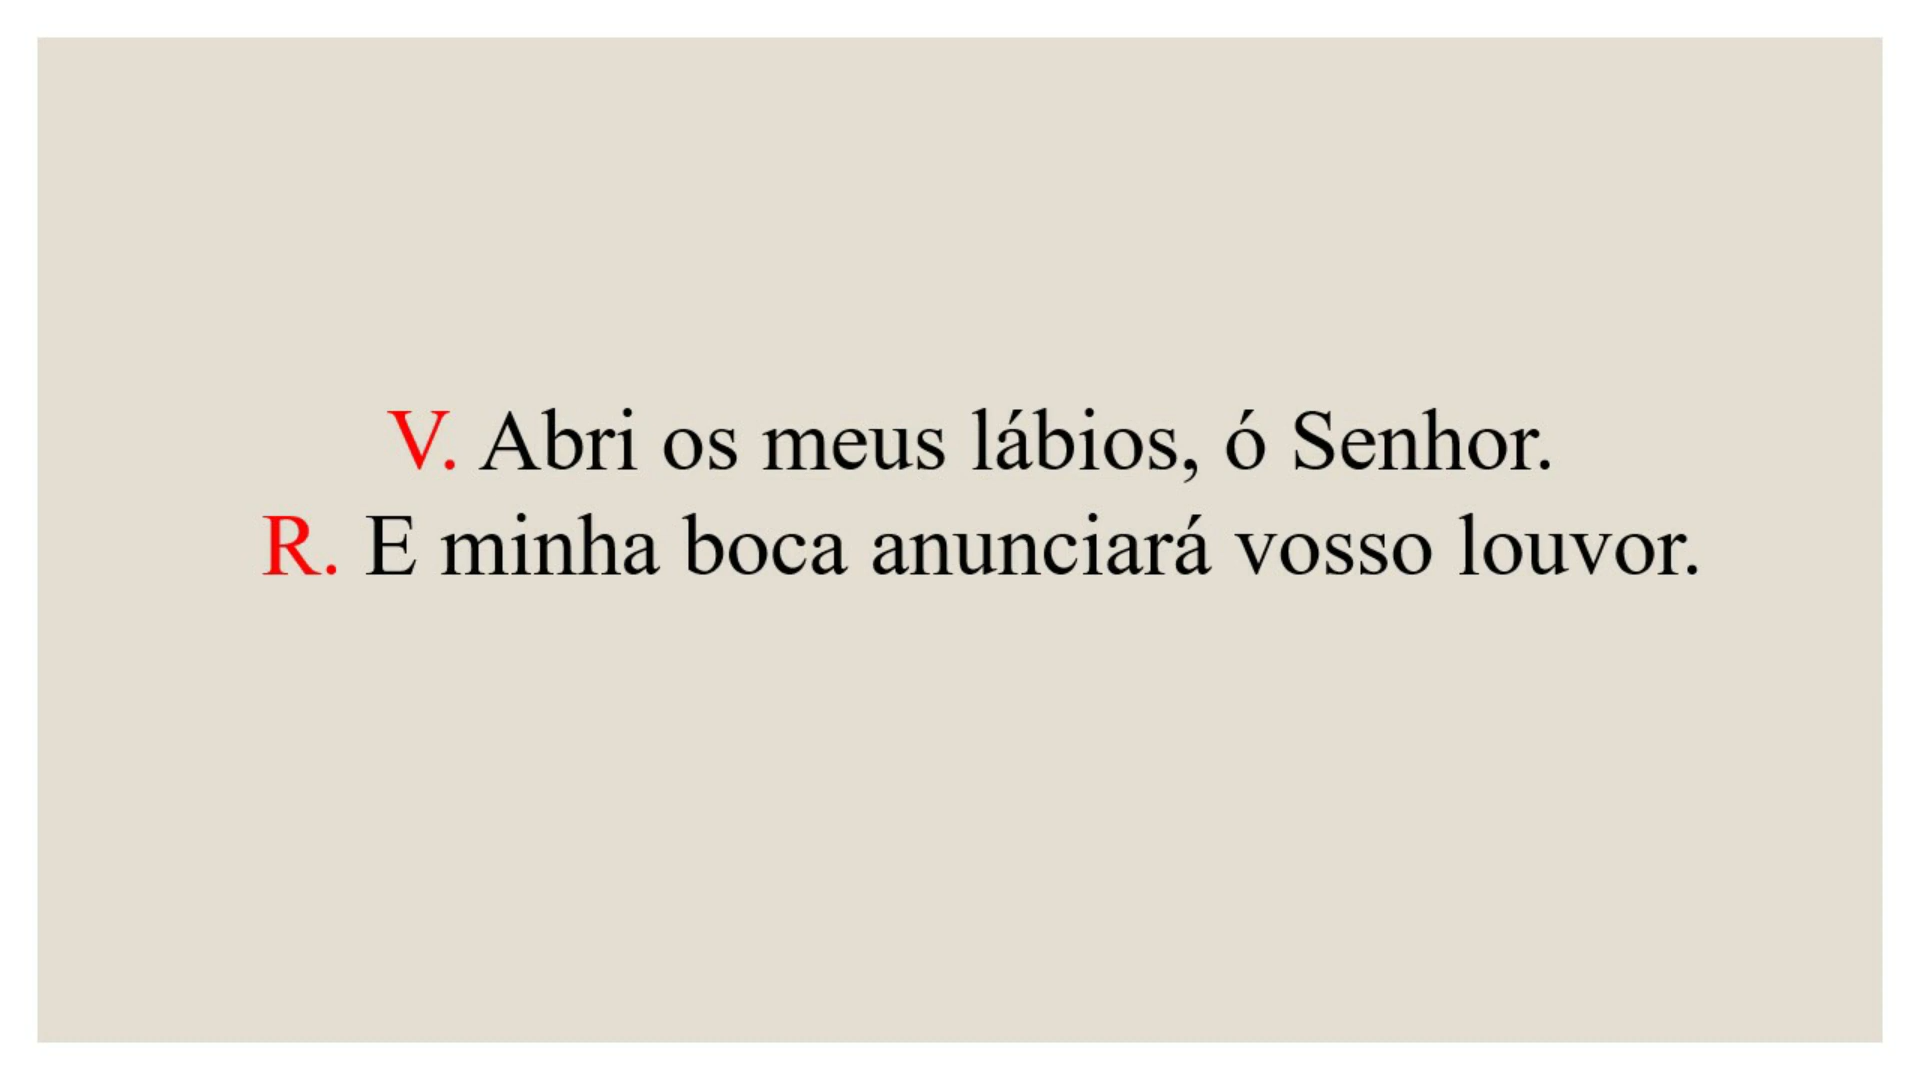 V. Abri os meus lábios, ó Senhor.
R. E minha boca anunciará vosso louvor.